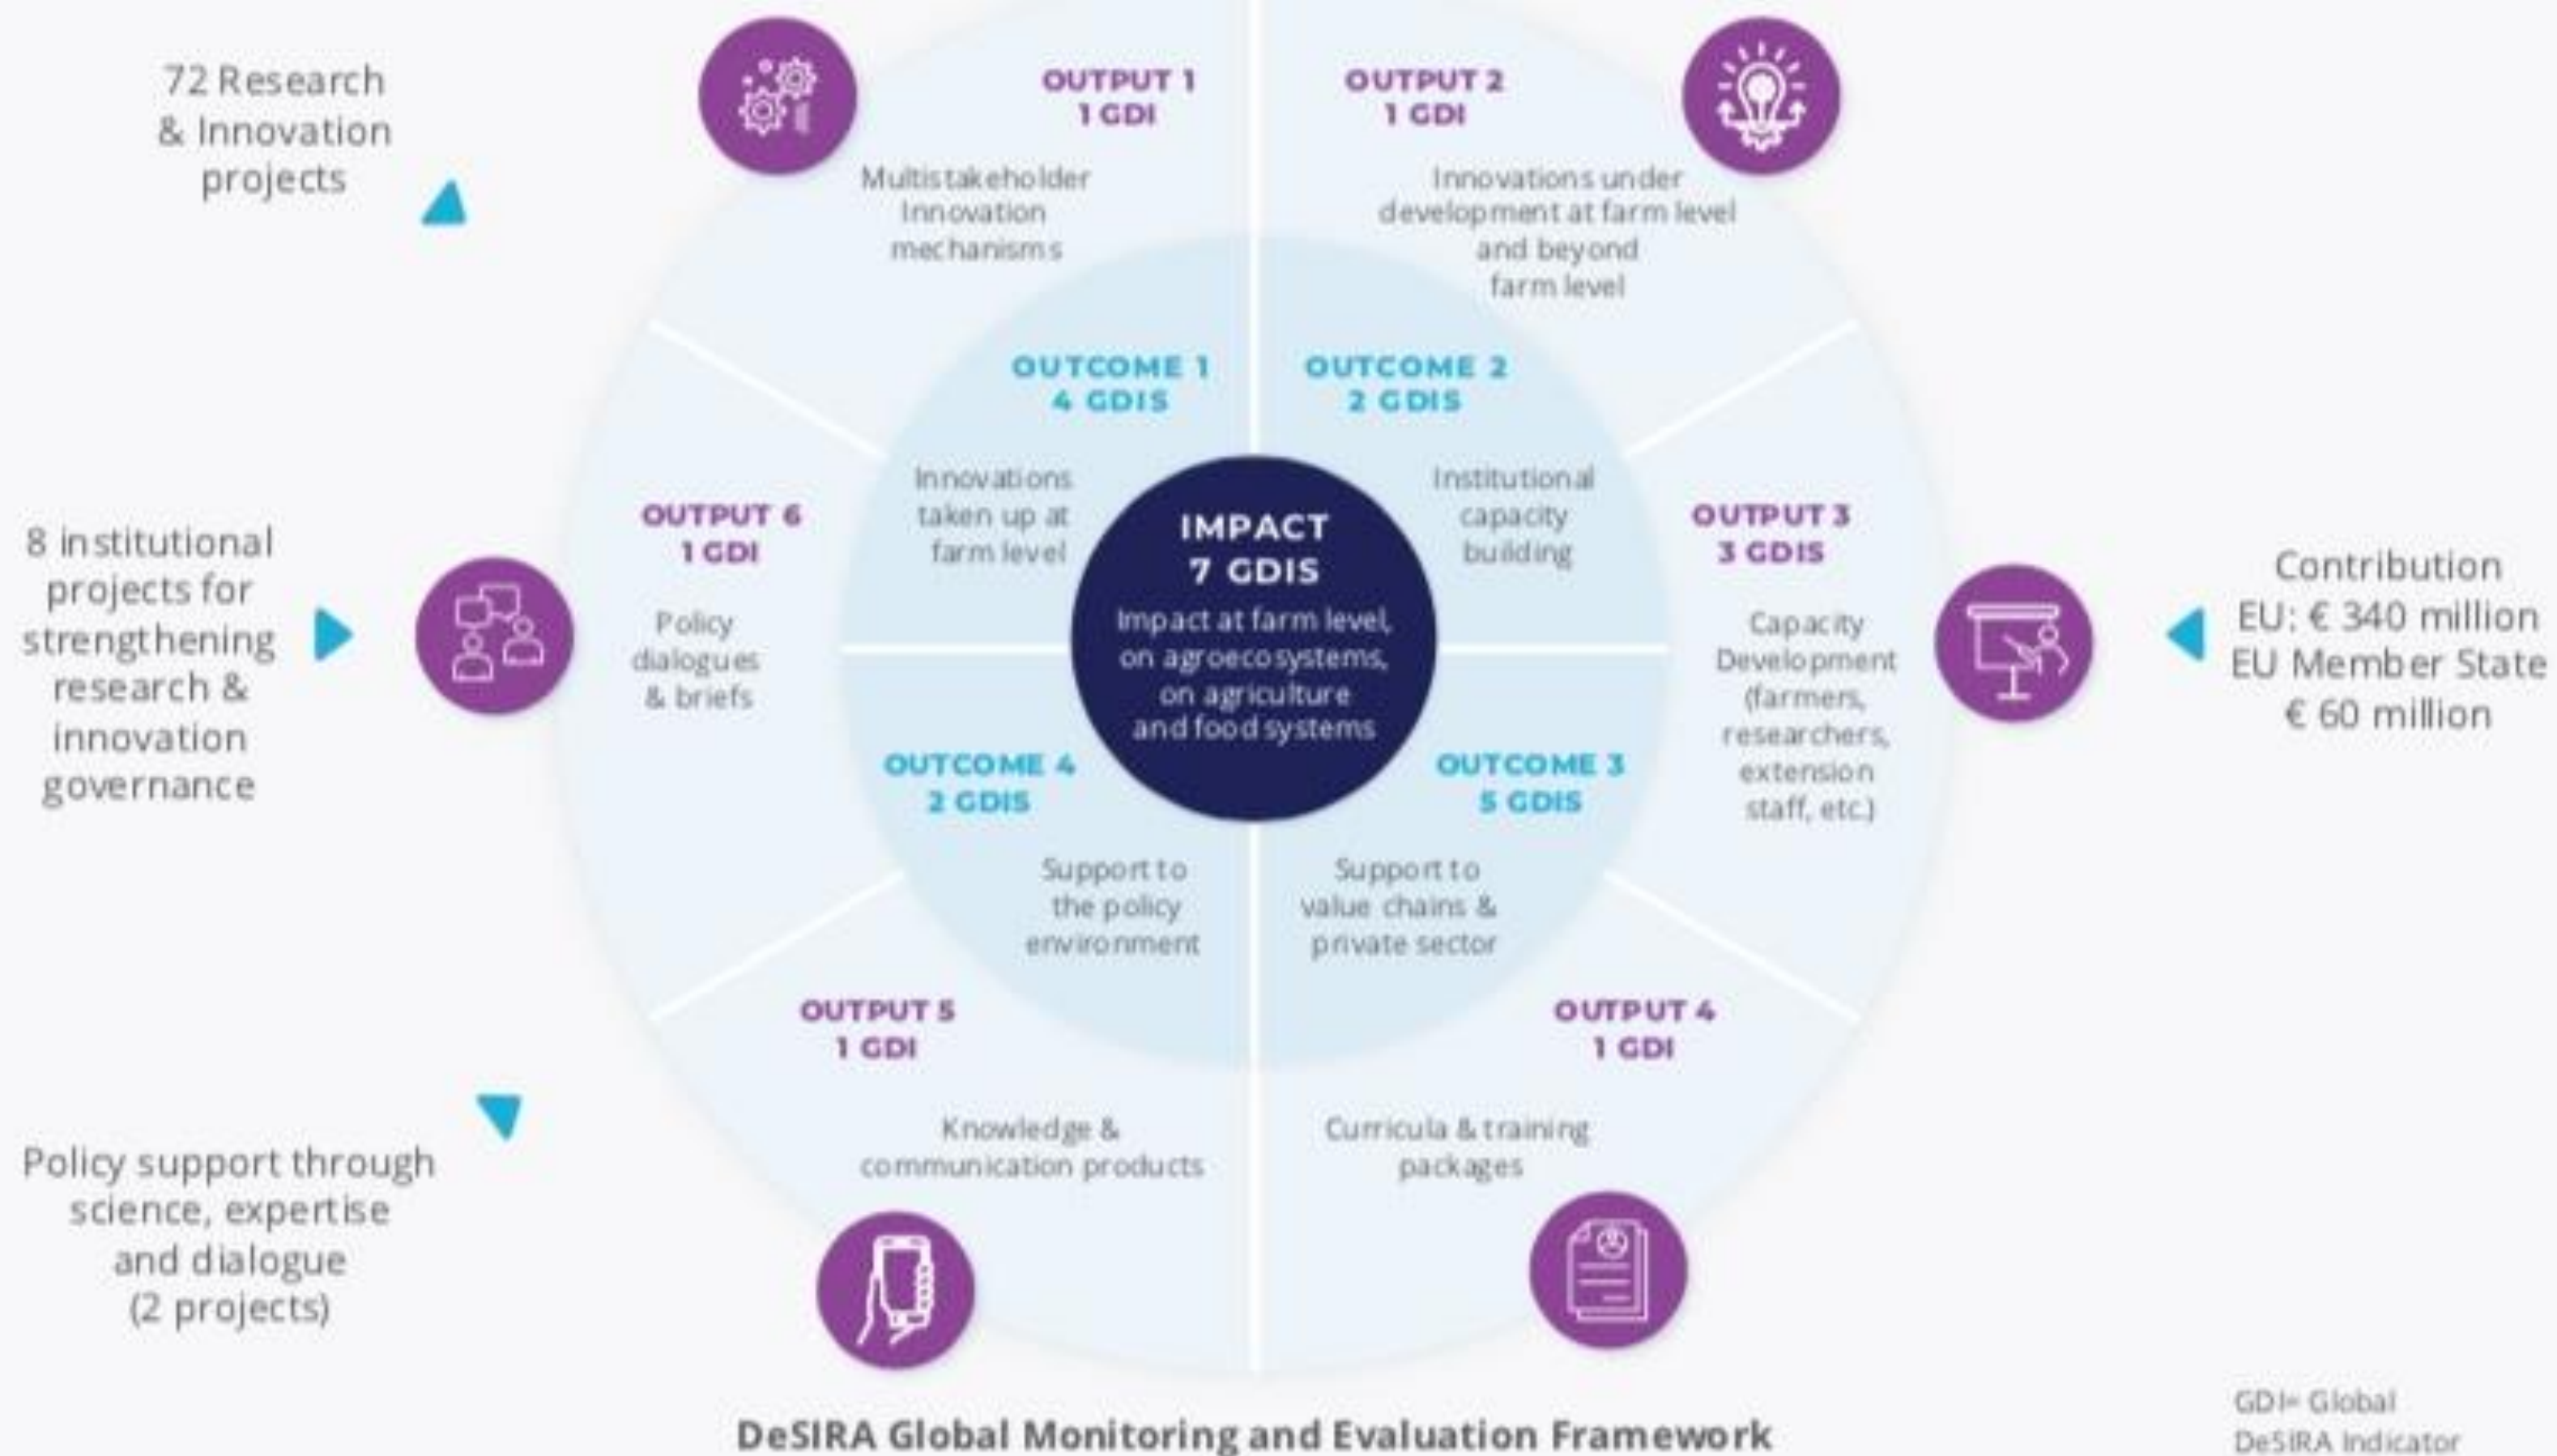 72 Research
& Innovation
projects
OUTPUT 1
1 GDI
Multistakeholder
Innovation
mechanisms
OUTPUT 2
1 GDI
Innovations under
development at farm level
and beyond
farm level
OUTCOME 1
4 GDIS
Innovations
taken up at
farm level
OUTCOME 2
2 GDIS
Institutional
capacity
building
8 institutional
projects for
strengthening
research &
innovation
governance
OUTPUT 6
1 GDI
Policy
dialogues
& briefs
IMPACT
7 GDIS
Impact at farm level,
on agroecosystems,
on agriculture
and food systems
OUTPUT 3
3 GDIS
Capacity
Development
(farmers,
researchers,
extension
staff, etc.)
Contribution
EU: € 340 million
EU Member State
€ 60 million
OUTCOME 4
2 GDIS
Support to
the policy
environment
OUTCOME 3
5 GDIS
Support to
value chains &
private sector
OUTPUT 5
1 GDI
Knowledge &
communication products
OUTPUT 4
1 GDI
Curricula & training
packages
Policy support through
science, expertise
and dialogue
(2 projects)
DeSIRA Global Monitoring and Evaluation Framework
GDI= Global
DeSIRA Indicator